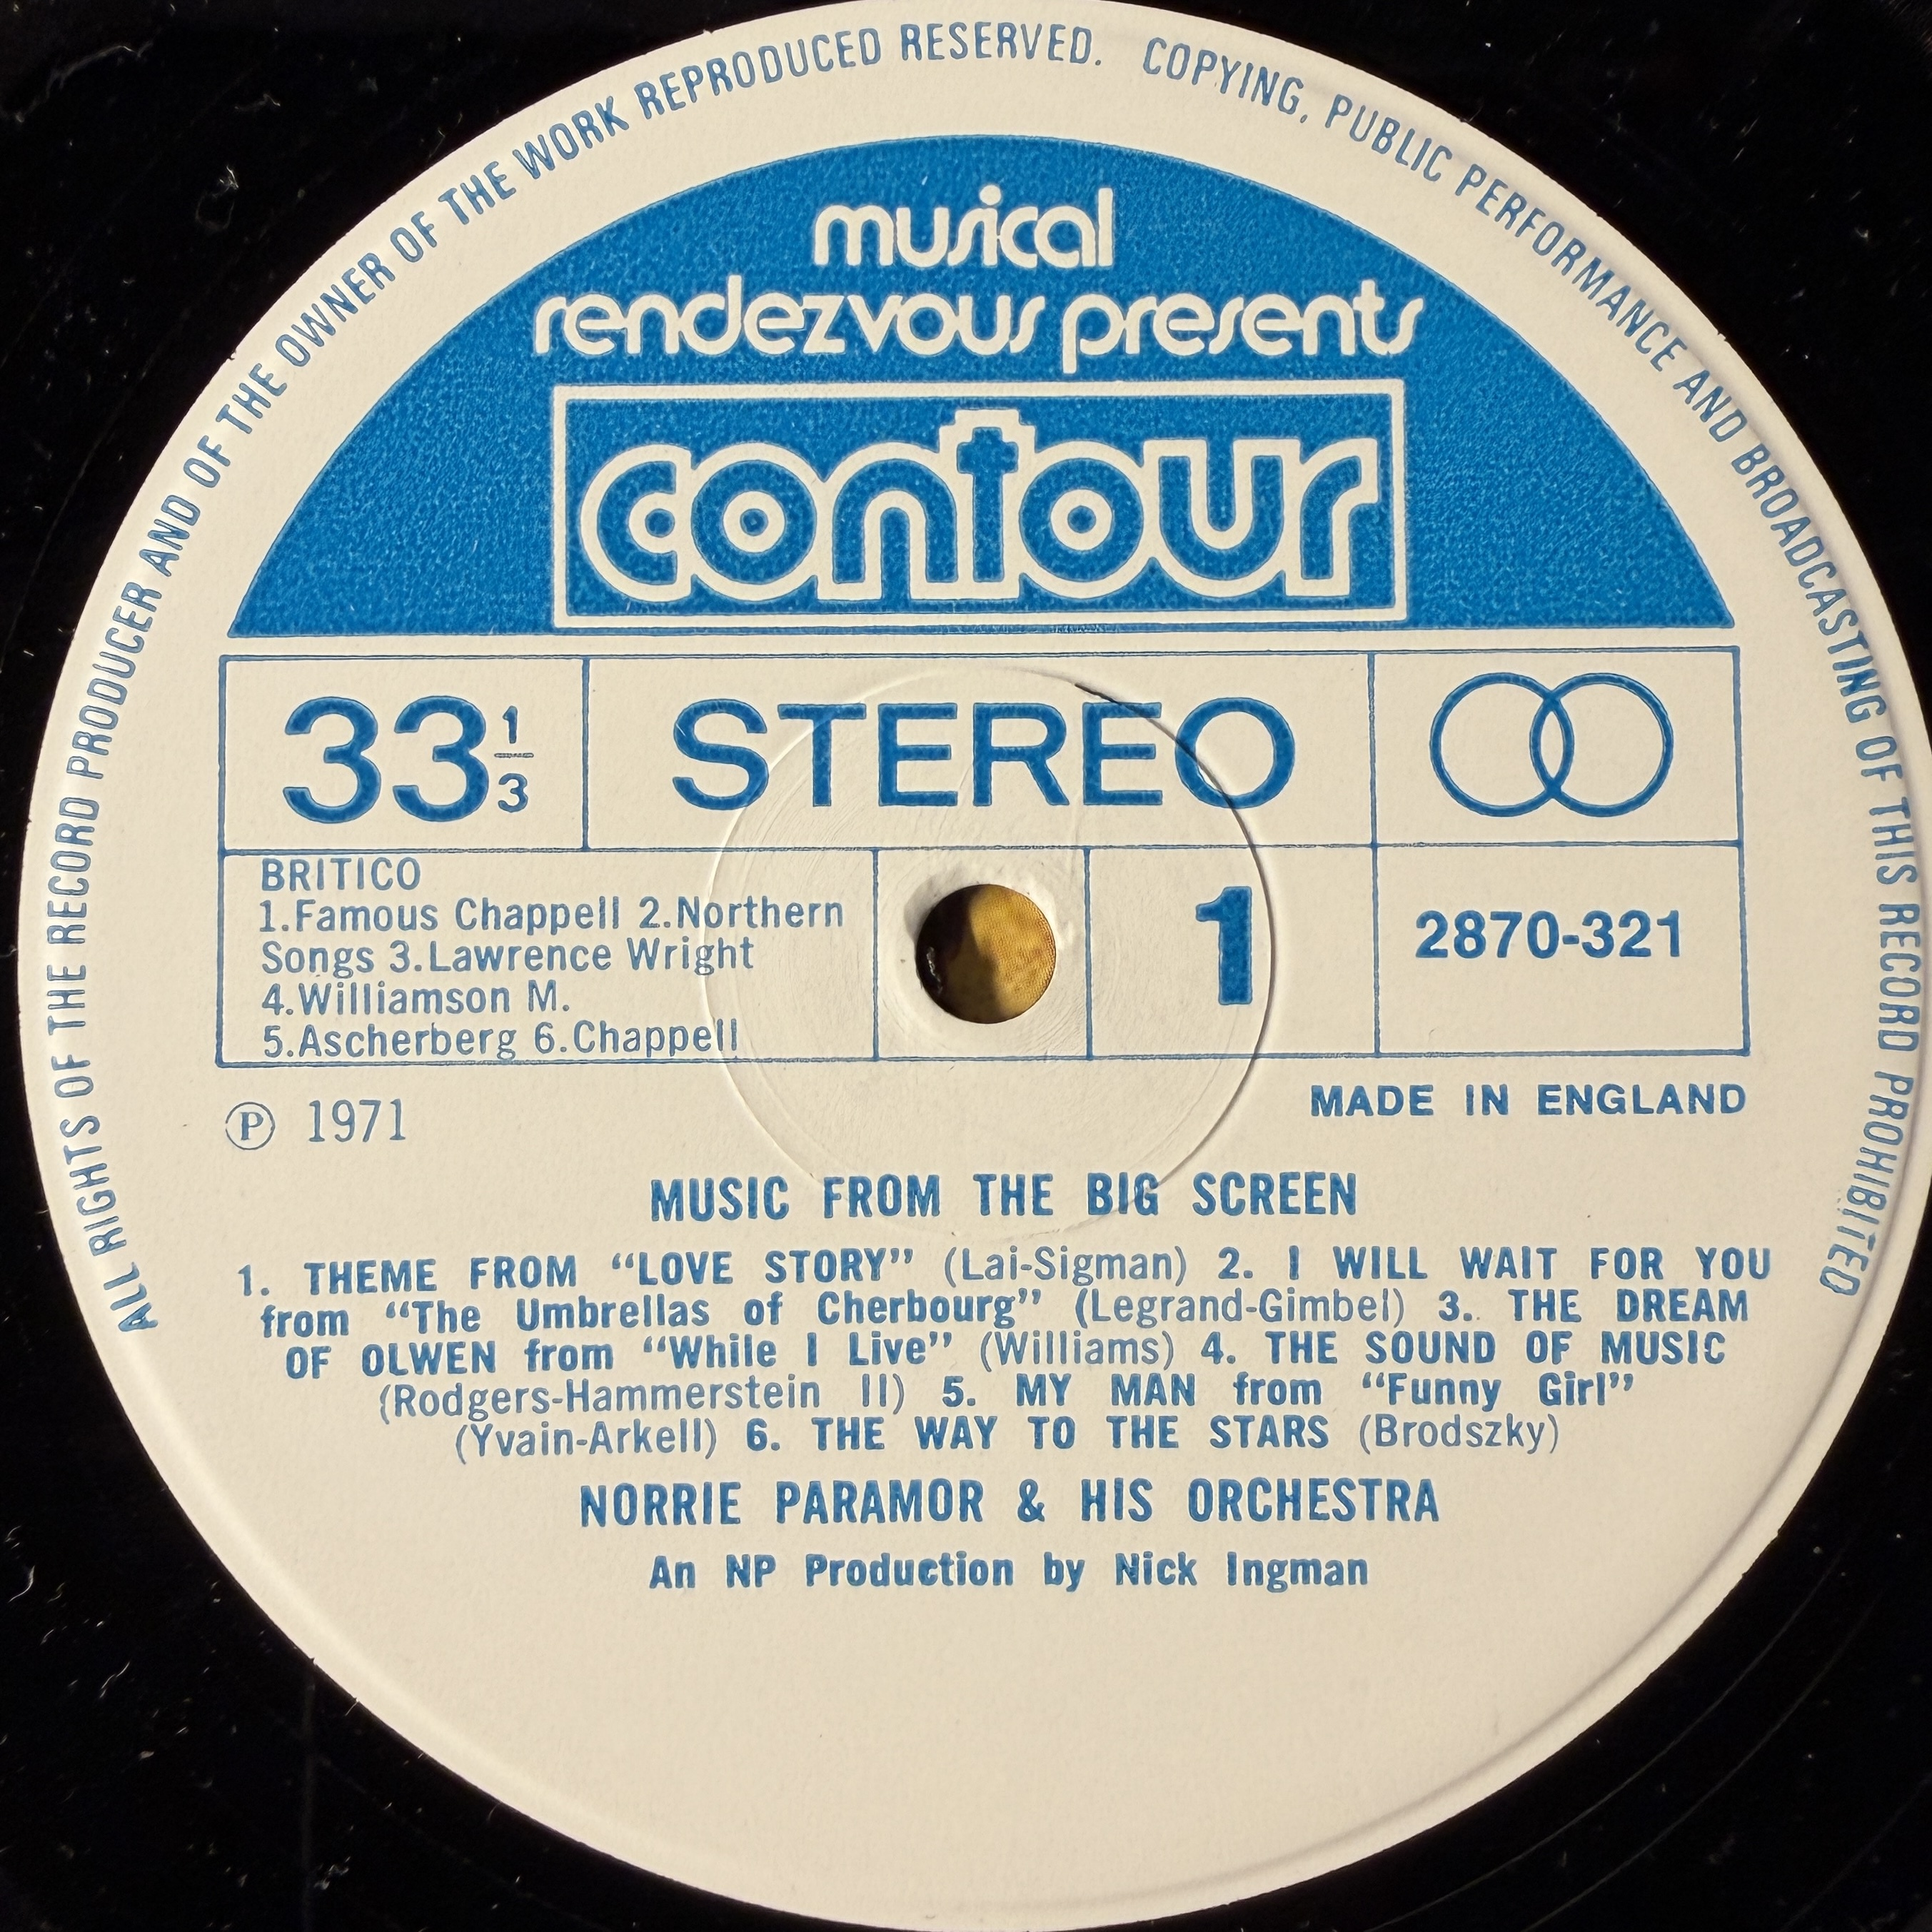 ALL RIGHTS OF THE RECORD PRODUCER AND OF THE OWNER OF THE WORK REPRODUCED RESERVED. COPYING, PUBLIC PERFORMANCE AND BROADCASTING OF THIS RECORD PROHIBITED
musical
rendezvous presents
contour
33 1/3 STEREO
BRITICO
1.Famous Chappell 2.Northern
Songs 3.Lawrence Wright
4.Williamson M.
5.Ascherberg 6.Chappell
1
2870-321
Ⓟ 1971
MADE IN ENGLAND
MUSIC FROM THE BIG SCREEN
1. THEME FROM “LOVE STORY” (Lai-Sigman) 2. I WILL WAIT FOR YOU
from “The Umbrellas of Cherbourg” (Legrand-Gimbel) 3. THE DREAM
OF OLWEN from “While I Live” (Williams) 4. THE SOUND OF MUSIC
(Rodgers-Hammerstein II) 5. MY MAN from “Funny Girl”
(Yvain-Arkell) 6. THE WAY TO THE STARS (Brodszky)
NORRIE PARAMOR & HIS ORCHESTRA
An NP Production by Nick Ingman